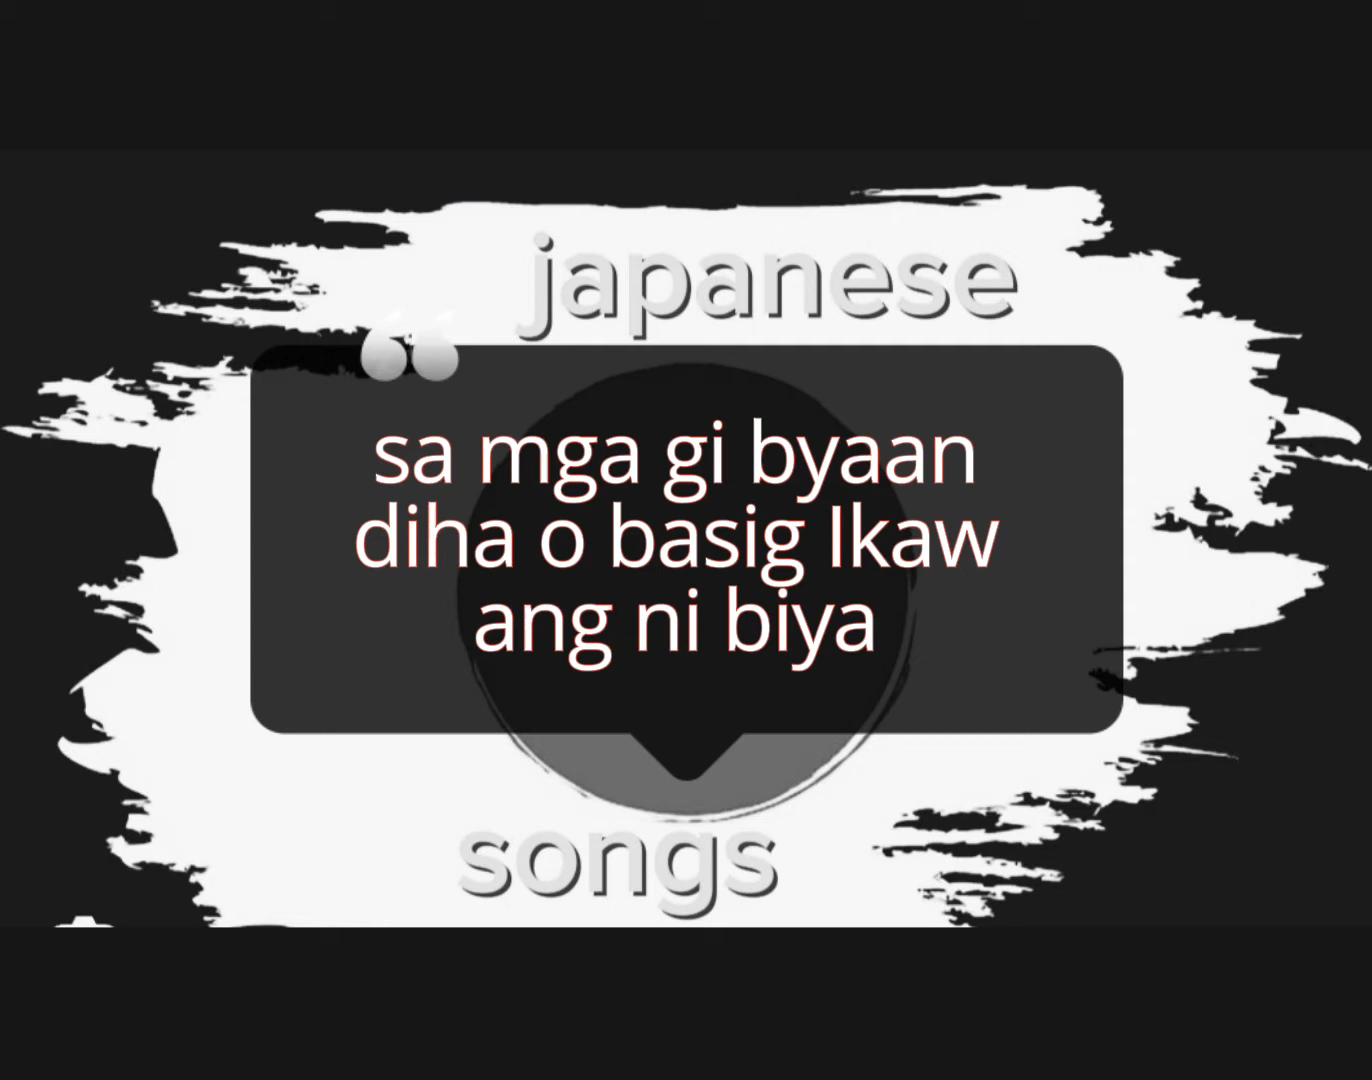 japanese
sa mga gi byaan
diha o basig Ikaw
ang ni biya
songs